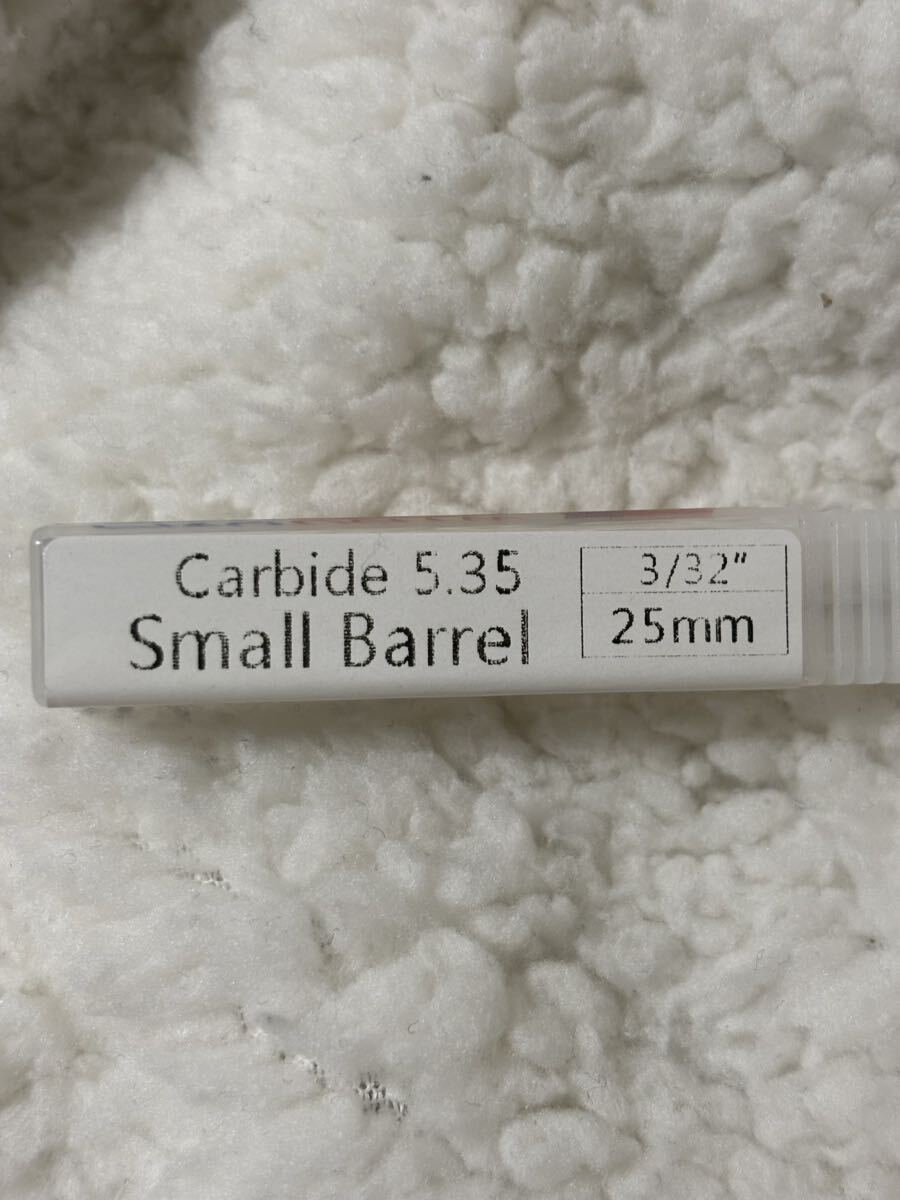 Carbide 5.35
Small Barrel
3/32"
25mm